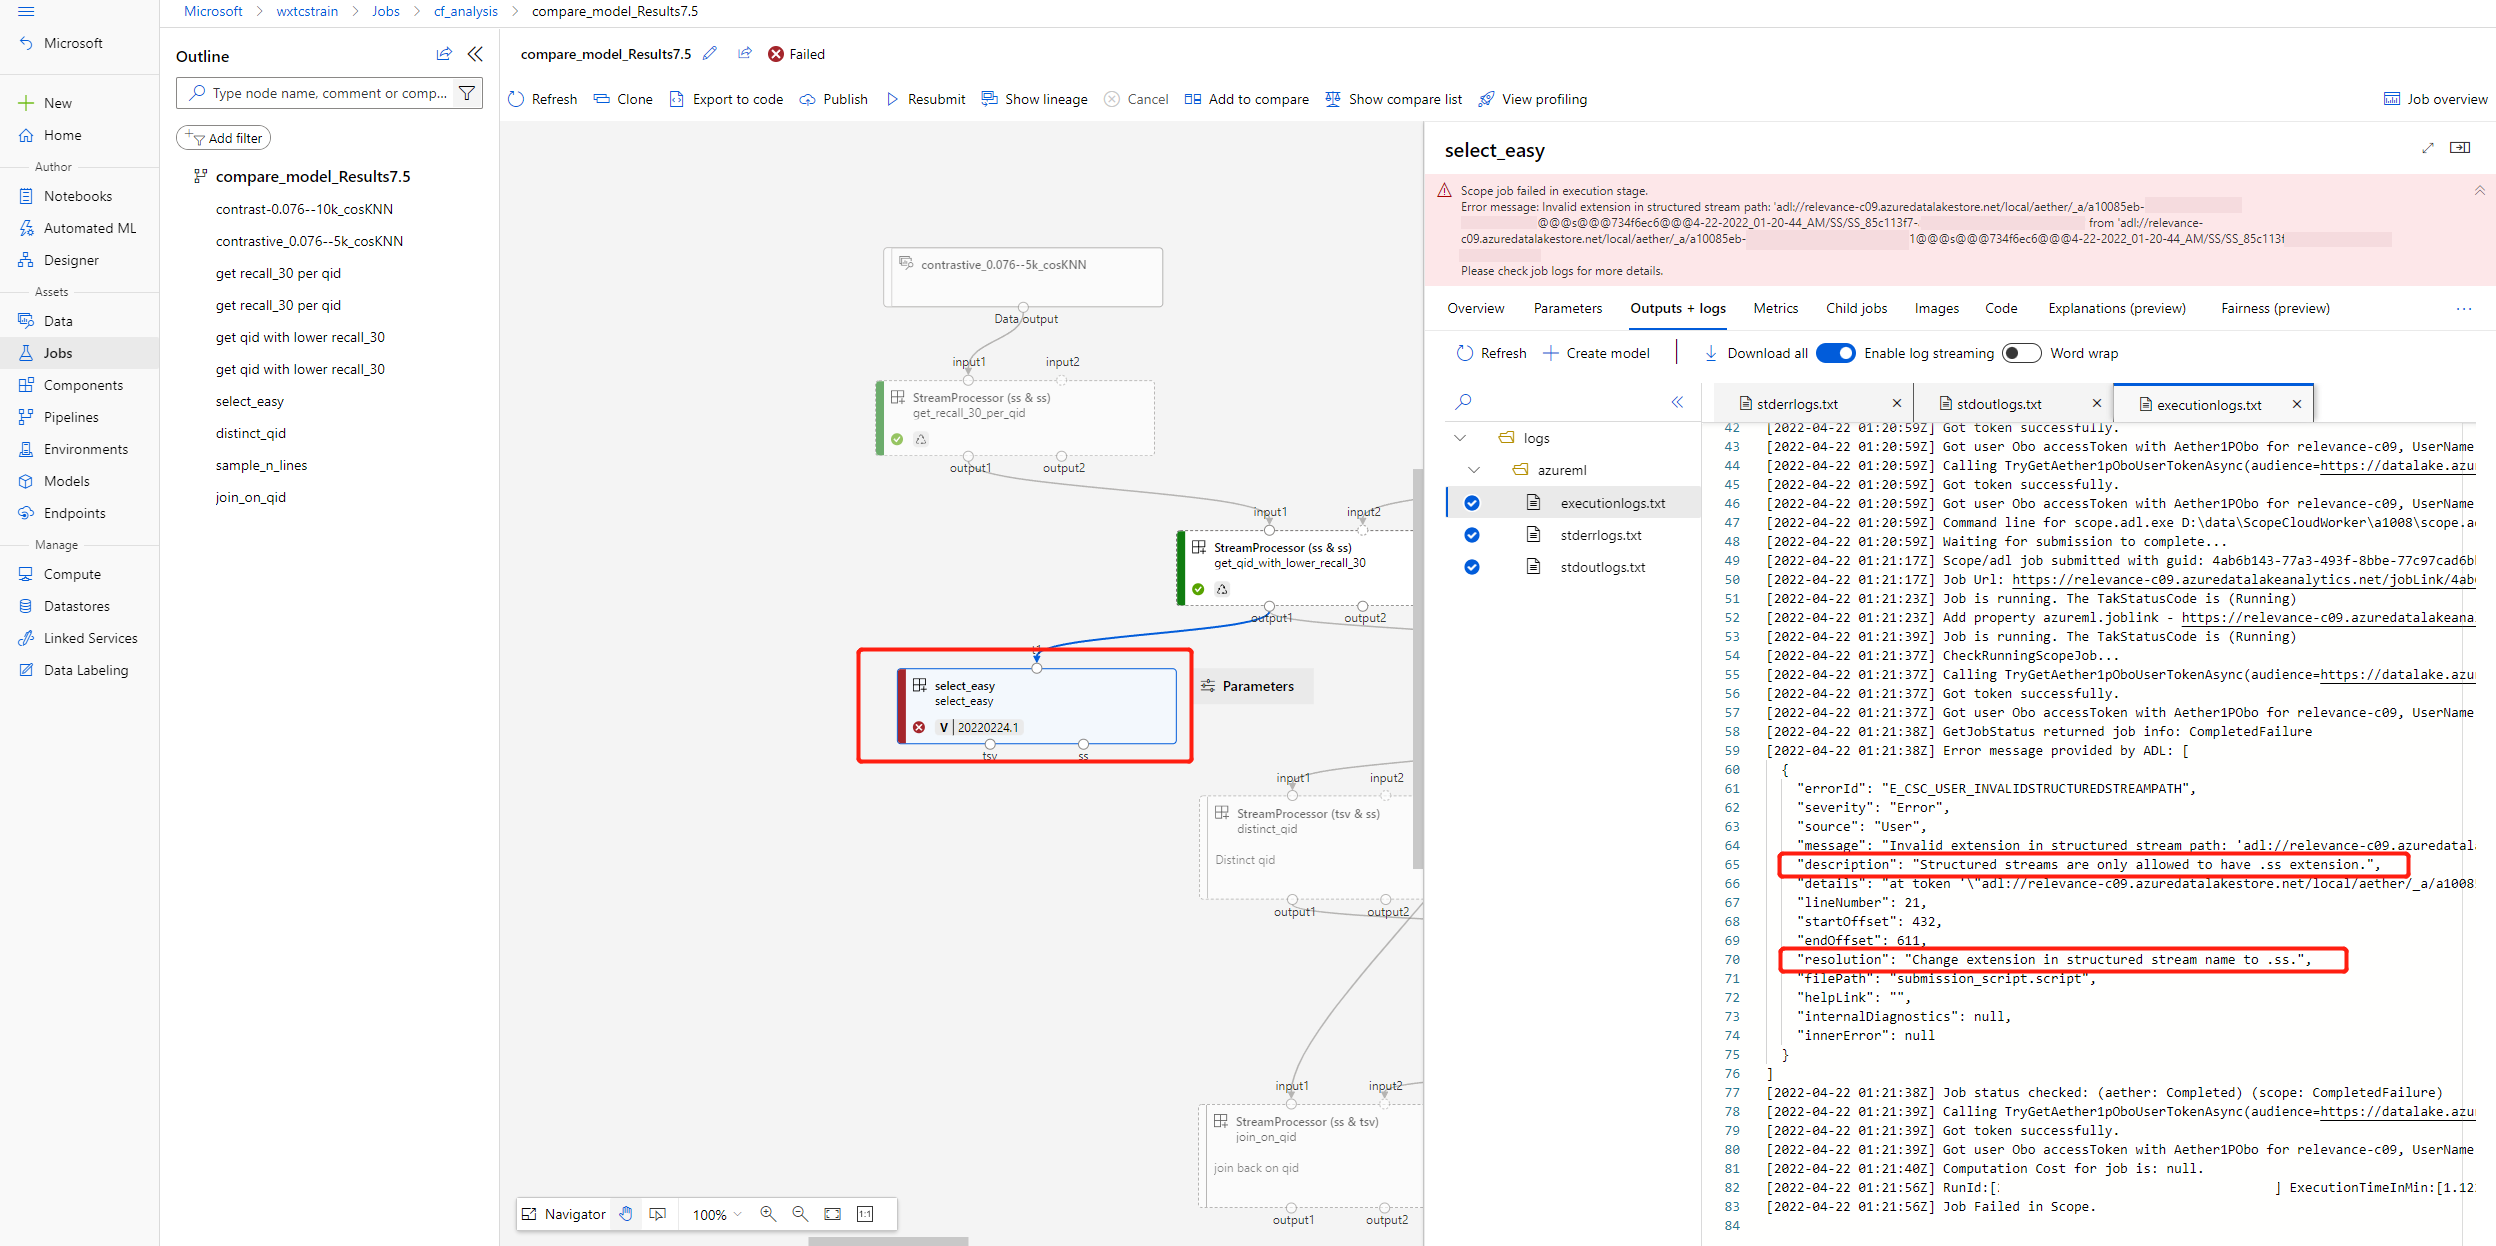 Microsoft > wxtcstrain > Jobs > cf_analysis > compare_model_Results7.5
Microsoft
New
Home
Author
Notebooks
Automated ML
Designer
Assets
Data
Jobs
Components
Pipelines
Environments
Models
Endpoints
Manage
Compute
Datastores
Linked Services
Data Labeling
Outline
Type node name, comment or comp...
Add filter
compare_model_Results7.5
contrast-0.076--10k_cosKNN
contrastive_0.076--5k_cosKNN
get recall_30 per qid
get recall_30 per qid
get qid with lower recall_30
get qid with lower recall_30
select_easy
distinct_qid
sample_n_lines
join_on_qid
compare_model_Results7.5 Failed
Refresh Clone Export to code Publish Resubmit Show lineage Cancel Add to compare Show compare list View profiling Job overview
contrastive_0.076--5k_cosKNN
Data output
input1 input2
StreamProcessor (ss & ss)
get_recall_30_per_qid
output1 output2
input1 input2
StreamProcessor (ss & ss)
get_qid_with_lower_recall_30
output1 output2
select_easy
select_easy
V | 20220224.1
tsv ss
Parameters
input1 input2
StreamProcessor (tsv & ss)
distinct_qid
Distinct qid
output1 output2
input1 input2
StreamProcessor (ss & tsv)
join_on_qid
join back on qid
output1 output2
Navigator 100% 1:1
select_easy
Scope job failed in execution stage.
Error message: Invalid extension in structured stream path: 'adl://relevance-c09.azuredatalakestore.net/local/aether/_a/a10085eb-
@@@s@@@734f6ec6@@@4-22-2022_01-20-44_AM/SS/SS_85c113f7- from 'adl://relevance-
c09.azuredatalakestore.net/local/aether/_a/a10085eb- 1@@@s@@@734f6ec6@@@4-22-2022_01-20-44_AM/SS/SS_85c113f
Please check job logs for more details.
Overview Parameters Outputs + logs Metrics Child jobs Images Code Explanations (preview) Fairness (preview) ...
Refresh Create model Download all Enable log streaming Word wrap
logs
azureml
executionlogs.txt
stderrlogs.txt
stdoutlogs.txt
stderrlogs.txt stdoutlogs.txt executionlogs.txt
42 [2022-04-22 01:20:59Z] Got token successfully.
43 [2022-04-22 01:20:59Z] Got user Obo accessToken with Aether1PObo for relevance-c09, UserName
44 [2022-04-22 01:20:59Z] Calling TryGetAether1pOboUserTokenAsync(audience=https://datalake.azu
45 [2022-04-22 01:20:59Z] Got token successfully.
46 [2022-04-22 01:20:59Z] Got user Obo accessToken with Aether1PObo for relevance-c09, UserName
47 [2022-04-22 01:20:59Z] Command line for scope.adl.exe D:\data\ScopeCloudWorker\a1008\scope.a
48 [2022-04-22 01:20:59Z] Waiting for submission to complete...
49 [2022-04-22 01:21:17Z] Scope/adl job submitted with guid: 4ab6b143-77a3-493f-8bbe-77c97cad6b
50 [2022-04-22 01:21:17Z] Job Url: https://relevance-c09.azuredatalakeanalytics.net/jobLink/4ab
51 [2022-04-22 01:21:23Z] Job is running. The TakStatusCode is (Running)
52 [2022-04-22 01:21:23Z] Add property azureml.joblink - https://relevance-c09.azuredatalakeana
53 [2022-04-22 01:21:39Z] Job is running. The TakStatusCode is (Running)
54 [2022-04-22 01:21:37Z] CheckRunningScopeJob...
55 [2022-04-22 01:21:37Z] Calling TryGetAether1pOboUserTokenAsync(audience=https://datalake.azu
56 [2022-04-22 01:21:37Z] Got token successfully.
57 [2022-04-22 01:21:37Z] Got user Obo accessToken with Aether1PObo for relevance-c09, UserName
58 [2022-04-22 01:21:38Z] GetJobStatus returned job info: CompletedFailure
59 [2022-04-22 01:21:38Z] Error message provided by ADL: [
60 {
61 "errorId": "E_CSC_USER_INVALIDSTRUCTUREDSTREAMPATH",
62 "severity": "Error",
63 "source": "User",
64 "message": "Invalid extension in structured stream path: 'adl://relevance-c09.azuredatal
65 "description": "Structured streams are only allowed to have .ss extension.",
66 "details": "at token '\"adl://relevance-c09.azuredatalakestore.net/local/aether/_a/a1008
67 "lineNumber": 21,
68 "startOffset": 432,
69 "endOffset": 611,
70 "resolution": "Change extension in structured stream name to .ss.",
71 "filePath": "submission_script.script",
72 "helpLink": "",
73 "internalDiagnostics": null,
74 "innerError": null
75 }
76 ]
77 [2022-04-22 01:21:38Z] Job status checked: (aether: Completed) (scope: CompletedFailure)
78 [2022-04-22 01:21:39Z] Calling TryGetAether1pOboUserTokenAsync(audience=https://datalake.azu
79 [2022-04-22 01:21:39Z] Got token successfully.
80 [2022-04-22 01:21:39Z] Got user Obo accessToken with Aether1PObo for relevance-c09, UserName
81 [2022-04-22 01:21:40Z] Computation Cost for job is: null.
82 [2022-04-22 01:21:56Z] RunId:[ ] ExecutionTimeInMin:[1.12
83 [2022-04-22 01:21:56Z] Job Failed in Scope.
84